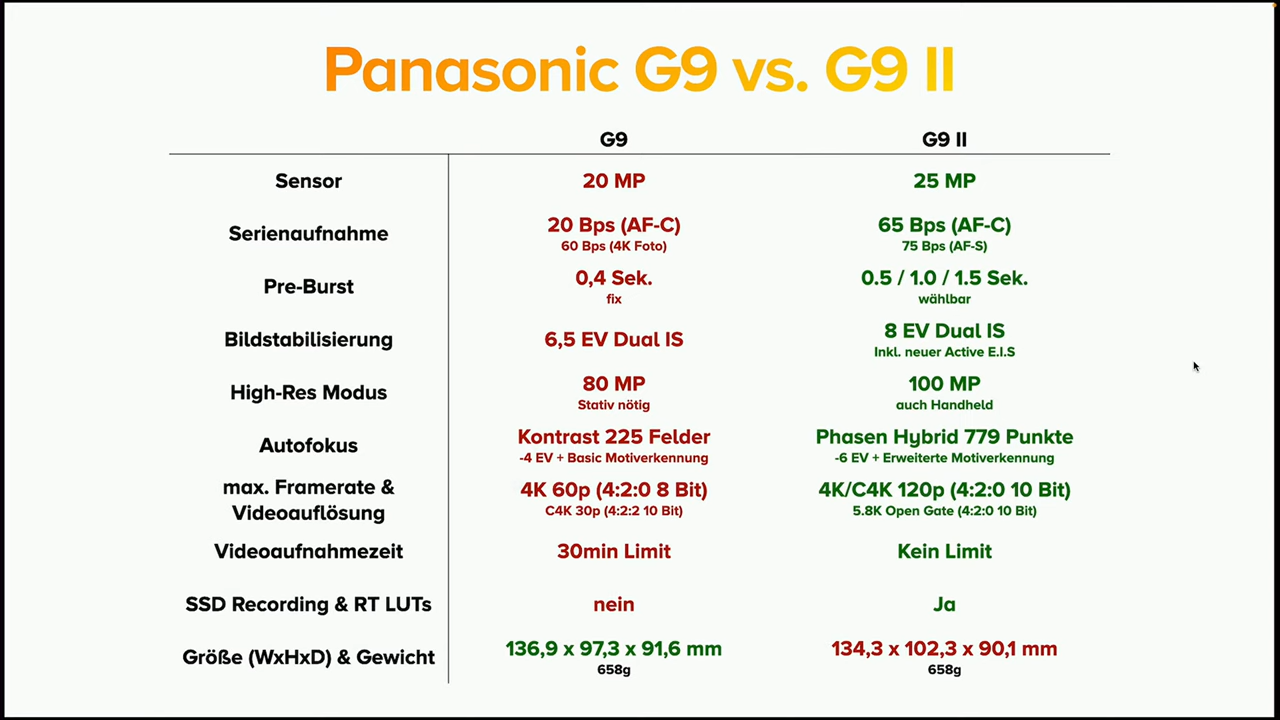 Panasonic G9 vs. G9 II
G9 G9 II
Sensor 20 MP 25 MP
Serienaufnahme 20 Bps (AF-C) 65 Bps (AF-C)
60 Bps (4K Foto) 75 Bps (AF-S)
Pre-Burst 0,4 Sek. 0.5 / 1.0 / 1.5 Sek.
fix wählbar
Bildstabilisierung 6,5 EV Dual IS 8 EV Dual IS
Inkl. neuer Active E.I.S
High-Res Modus 80 MP 100 MP
Stativ nötig auch Handheld
Autofokus Kontrast 225 Felder Phasen Hybrid 779 Punkte
-4 EV + Basic Motiverkennung -6 EV + Erweiterte Motiverkennung
max. Framerate & 4K 60p (4:2:0 8 Bit) 4K/C4K 120p (4:2:0 10 Bit)
Videoauflösung C4K 30p (4:2:2 10 Bit) 5.8K Open Gate (4:2:0 10 Bit)
Videoaufnahmezeit 30min Limit Kein Limit
SSD Recording & RT LUTs nein Ja
Größe (WxHxD) & Gewicht 136,9 x 97,3 x 91,6 mm 134,3 x 102,3 x 90,1 mm
658g 658g